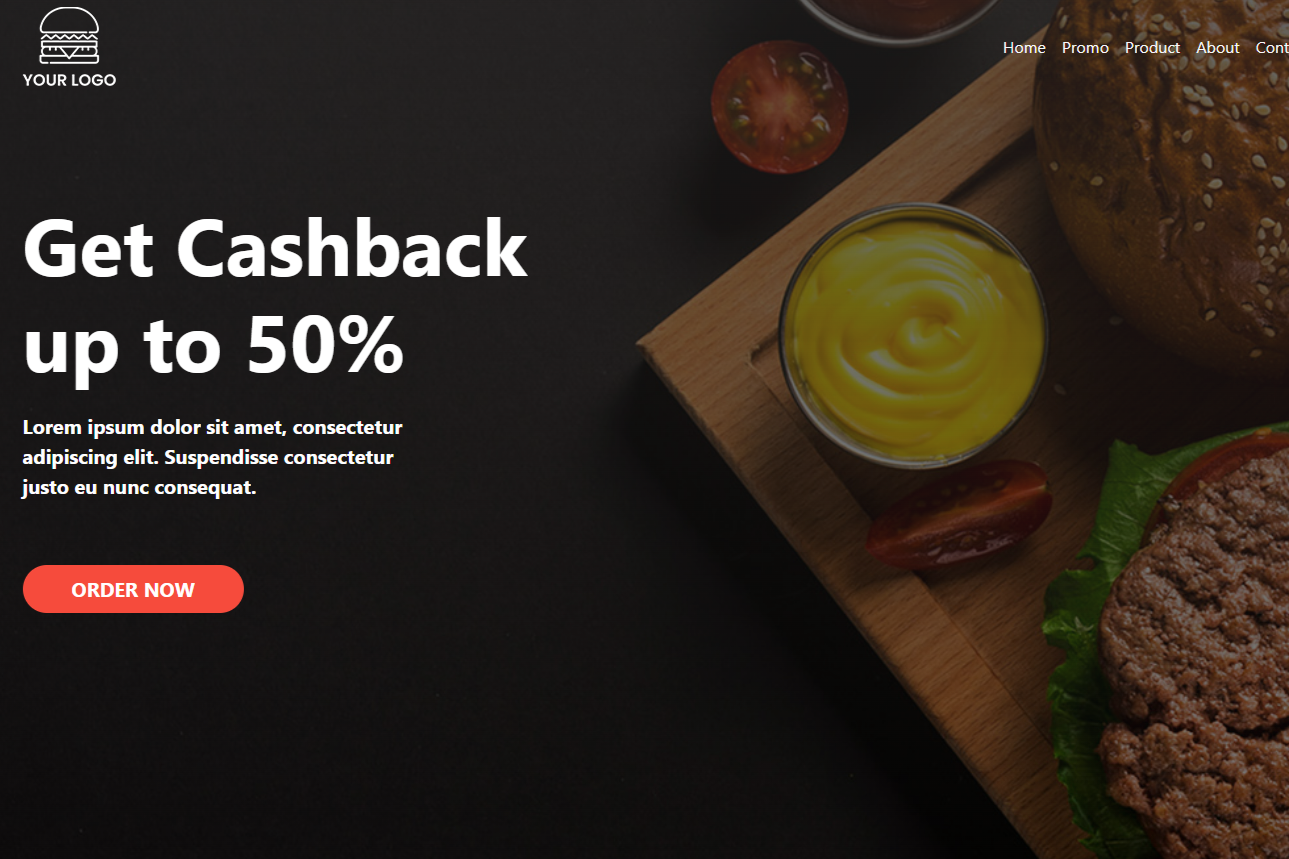 YOUR LOGO
Home Promo Product About Cont
Get Cashback
up to 50%
Lorem ipsum dolor sit amet, consectetur
adipiscing elit. Suspendisse consectetur
justo eu nunc consequat.
ORDER NOW